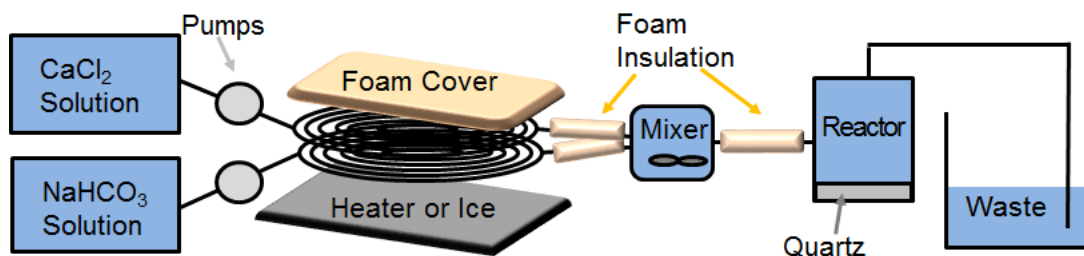 Pumps
CaCl₂
Solution
NaHCO₃
Solution
Foam Cover
Heater or Ice
Foam
Insulation
Mixer
Reactor
Quartz
Waste